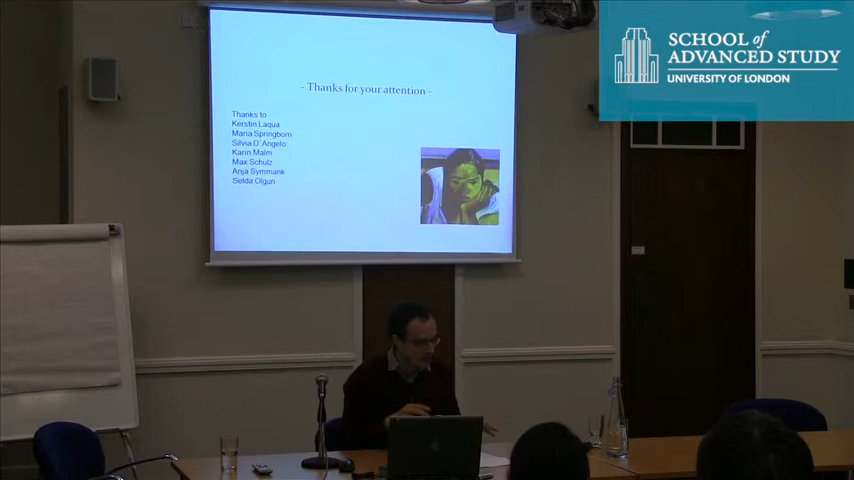 SCHOOL of
ADVANCED STUDY
UNIVERSITY OF LONDON
- Thanks for your attention -
Thanks to
Kerstin Laqua
Maria Springborn
Silvia D' Angelo
Karin Malm
Max Schulz
Anja Symmank
Selda Olgun